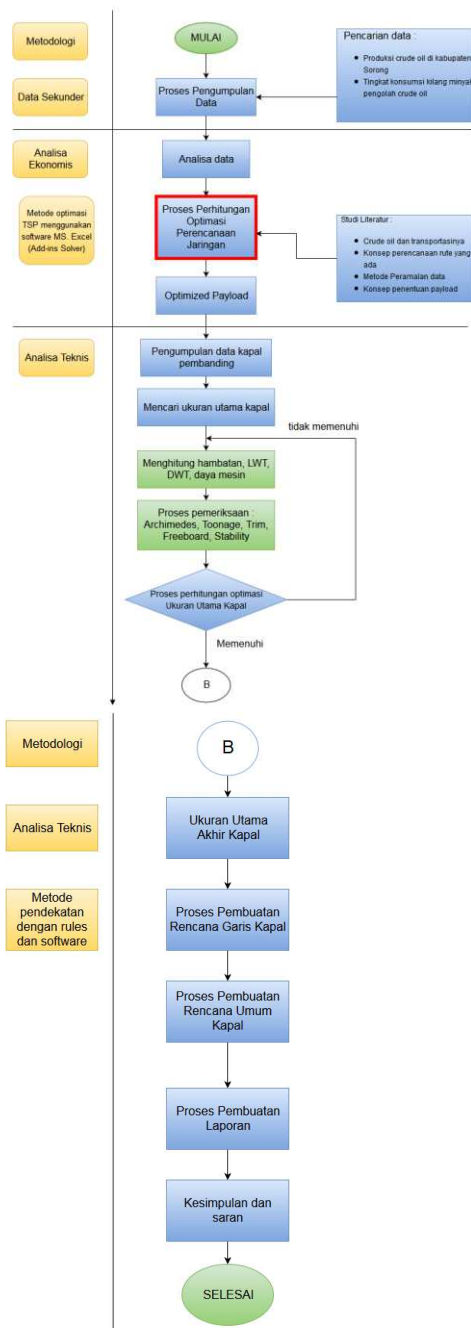 Metodologi
MULAI
Pencarian data :
Produksi crude oil di kabupaten
Sorong
Tingkat konsumsi kilang minyak
pengolah crude oil
Data Sekunder
Proses Pengumpulan
Data
Analisa
Ekonomis
Analisa data
Metode optimasi
TSP menggunakan
software MS. Excel
(Add-ins Solver)
Proses Perhitungan
Optimasi
Perencanaan
Jaringan
Studi Literatur :
Crude oil dan transportasinya
Konsep perencanaan rute yang
ada
Metode Peramalan data
Konsep penentuan payload
Optimized Payload
Analisa Teknis
Pengumpulan data kapal
pembanding
Mencari ukuran utama kapal
tidak memenuhi
Menghitung hambatan, LWT,
DWT, daya mesin
Proses pemeriksaan :
Archimedes, Toonage, Trim,
Freeboard, Stability
Proses perhitungan optimasi
Ukuran Utama Kapal
Memenuhi
B
Metodologi
B
Analisa Teknis
Ukuran Utama
Akhir Kapal
Metode
pendekatan
dengan rules
dan software
Proses Pembuatan
Rencana Garis Kapal
Proses Pembuatan
Rencana Umum
Kapal
Proses Pembuatan
Laporan
Kesimpulan dan
saran
SELESAI